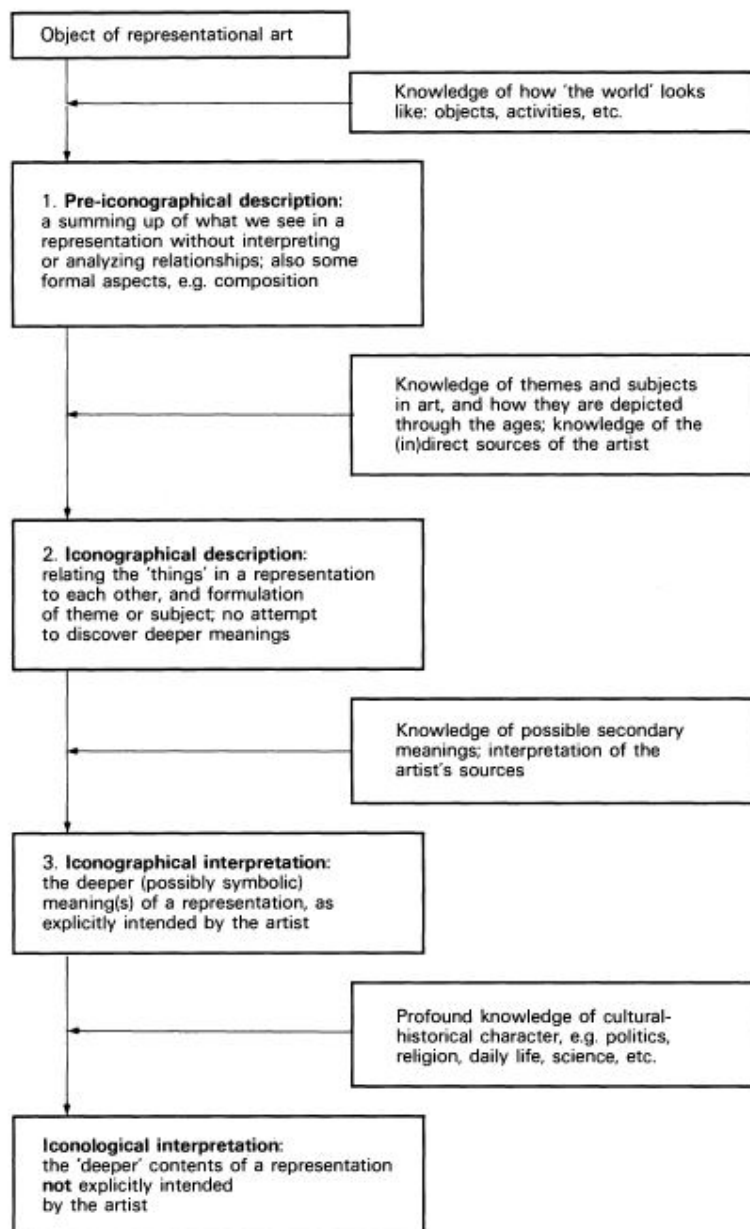 Object of representational art
Knowledge of how 'the world' looks
like: objects, activities, etc.
1. Pre-iconographical description:
a summing up of what we see in a
representation without interpreting
or analyzing relationships; also some
formal aspects, e.g. composition
Knowledge of themes and subjects
in art, and how they are depicted
through the ages; knowledge of the
(in)direct sources of the artist
2. Iconographical description:
relating the 'things' in a representation
to each other, and formulation
of theme or subject; no attempt
to discover deeper meanings
Knowledge of possible secondary
meanings; interpretation of the
artist's sources
3. Iconographical interpretation:
the deeper (possibly symbolic)
meaning(s) of a representation, as
explicitly intended by the artist
Profound knowledge of cultural-
historical character, e.g. politics,
religion, daily life, science, etc.
Iconological interpretation:
the 'deeper' contents of a representation
not explicitly intended
by the artist